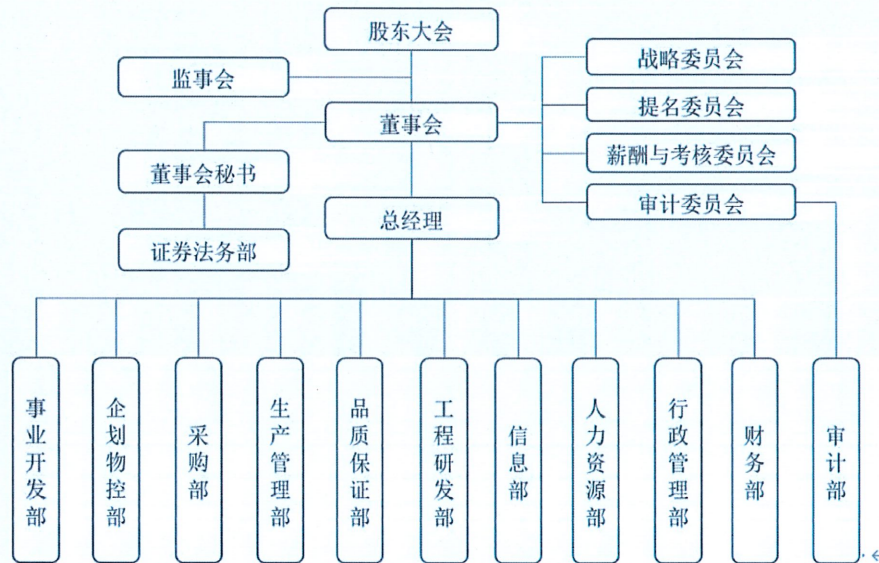 股东大会
监事会
战略委员会
提名委员会
董事会
薪酬与考核委员会
董事会秘书
审计委员会
总经理
证券法务部
事业开发部
企划物控部
采购部
生产管理部
品质保证部
工程研发部
信息部
人力资源部
行政管理部
财务部
审计部